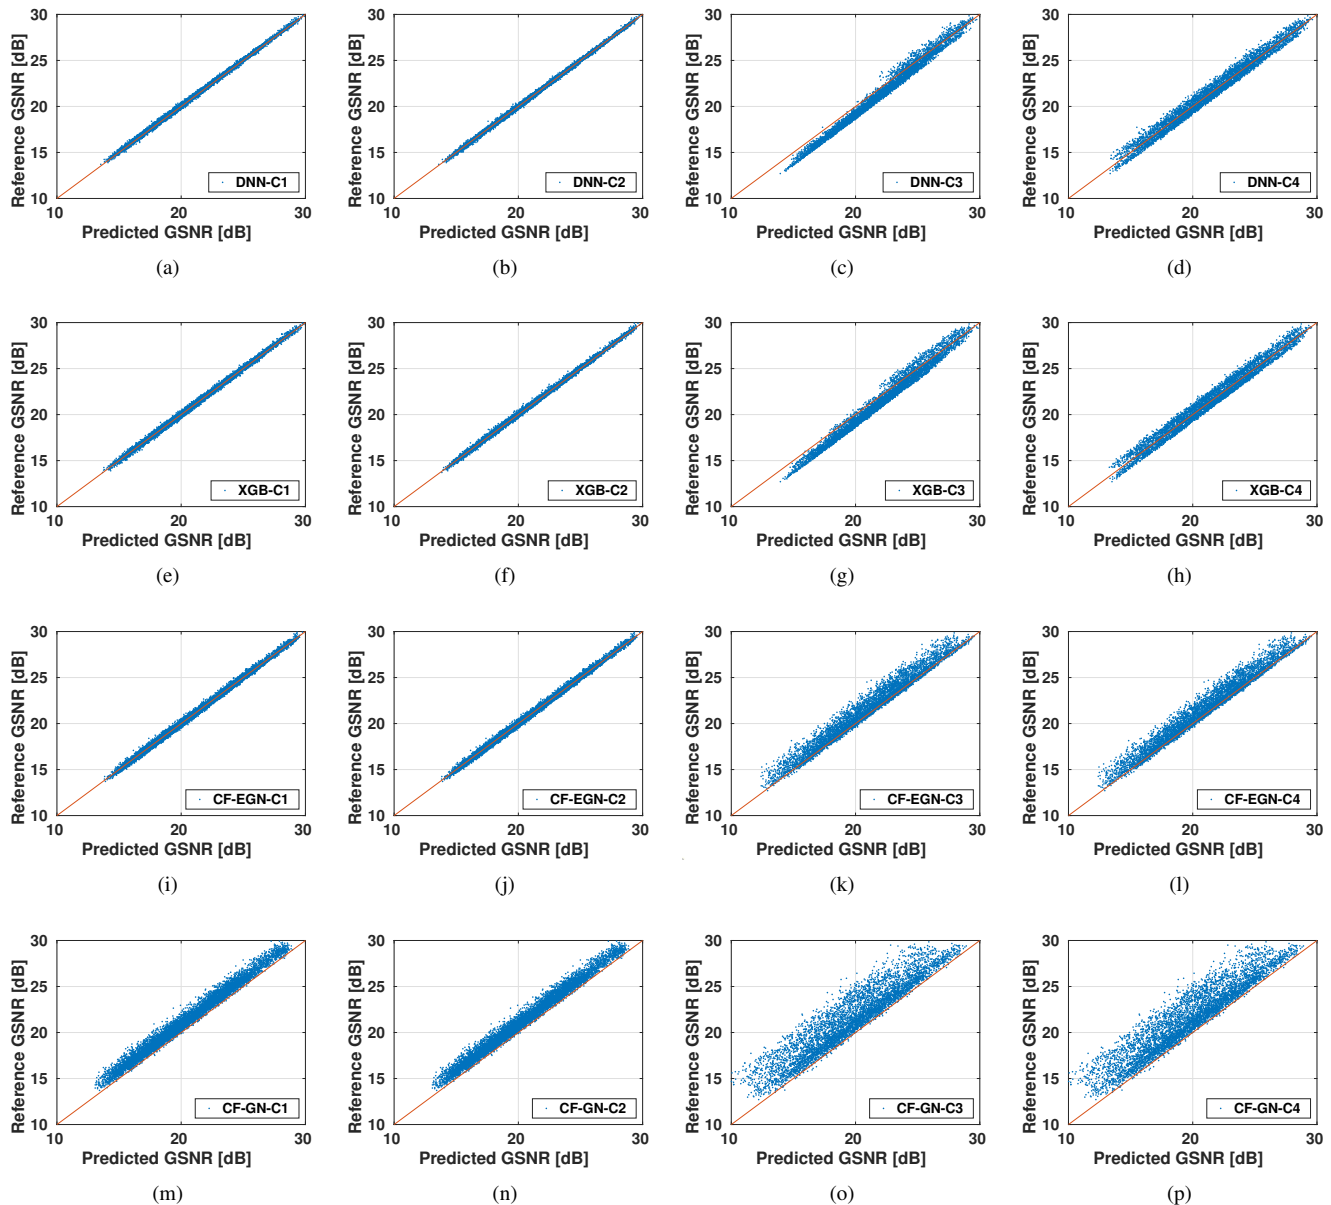 Reference GSNR [dB]
30
25
20
15
10
DNN-C1
10 20 30
Predicted GSNR [dB]
(a)
Reference GSNR [dB]
30
25
20
15
10
DNN-C2
10 20 30
Predicted GSNR [dB]
(b)
Reference GSNR [dB]
30
25
20
15
10
DNN-C3
10 20 30
Predicted GSNR [dB]
(c)
Reference GSNR [dB]
30
25
20
15
10
DNN-C4
10 20 30
Predicted GSNR [dB]
(d)
Reference GSNR [dB]
30
25
20
15
10
XGB-C1
10 20 30
Predicted GSNR [dB]
(e)
Reference GSNR [dB]
30
25
20
15
10
XGB-C2
10 20 30
Predicted GSNR [dB]
(f)
Reference GSNR [dB]
30
25
20
15
10
XGB-C3
10 20 30
Predicted GSNR [dB]
(g)
Reference GSNR [dB]
30
25
20
15
10
XGB-C4
10 20 30
Predicted GSNR [dB]
(h)
Reference GSNR [dB]
30
25
20
15
10
CF-EGN-C1
10 20 30
Predicted GSNR [dB]
(i)
Reference GSNR [dB]
30
25
20
15
10
CF-EGN-C2
10 20 30
Predicted GSNR [dB]
(j)
Reference GSNR [dB]
30
25
20
15
10
CF-EGN-C3
10 20 30
Predicted GSNR [dB]
(k)
Reference GSNR [dB]
30
25
20
15
10
CF-EGN-C4
10 20 30
Predicted GSNR [dB]
(l)
Reference GSNR [dB]
30
25
20
15
10
CF-GN-C1
10 20 30
Predicted GSNR [dB]
(m)
Reference GSNR [dB]
30
25
20
15
10
CF-GN-C2
10 20 30
Predicted GSNR [dB]
(n)
Reference GSNR [dB]
30
25
20
15
10
CF-GN-C3
10 20 30
Predicted GSNR [dB]
(o)
Reference GSNR [dB]
30
25
20
15
10
CF-GN-C4
10 20 30
Predicted GSNR [dB]
(p)